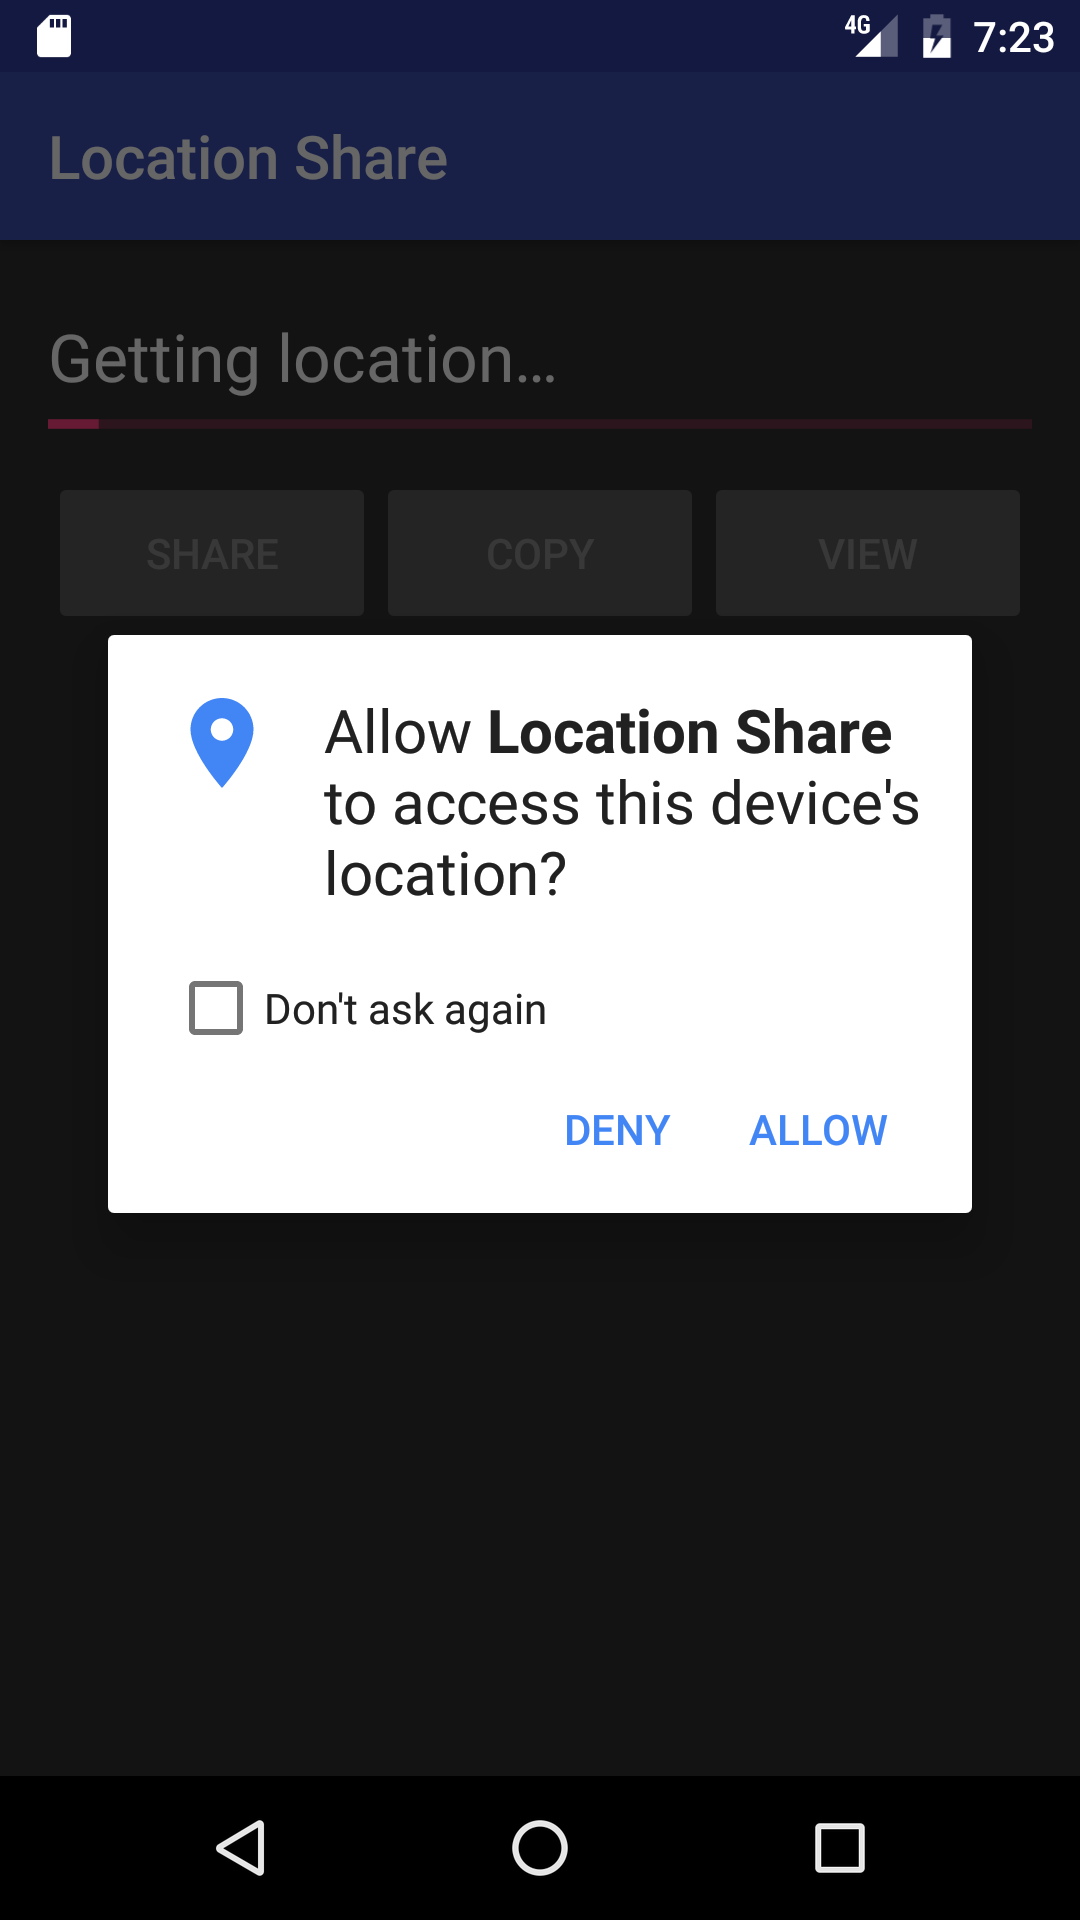 4G 7:23
Location Share
Getting location…
SHARE COPY VIEW
Allow Location Share
to access this device's
location?
Don't ask again
DENY ALLOW